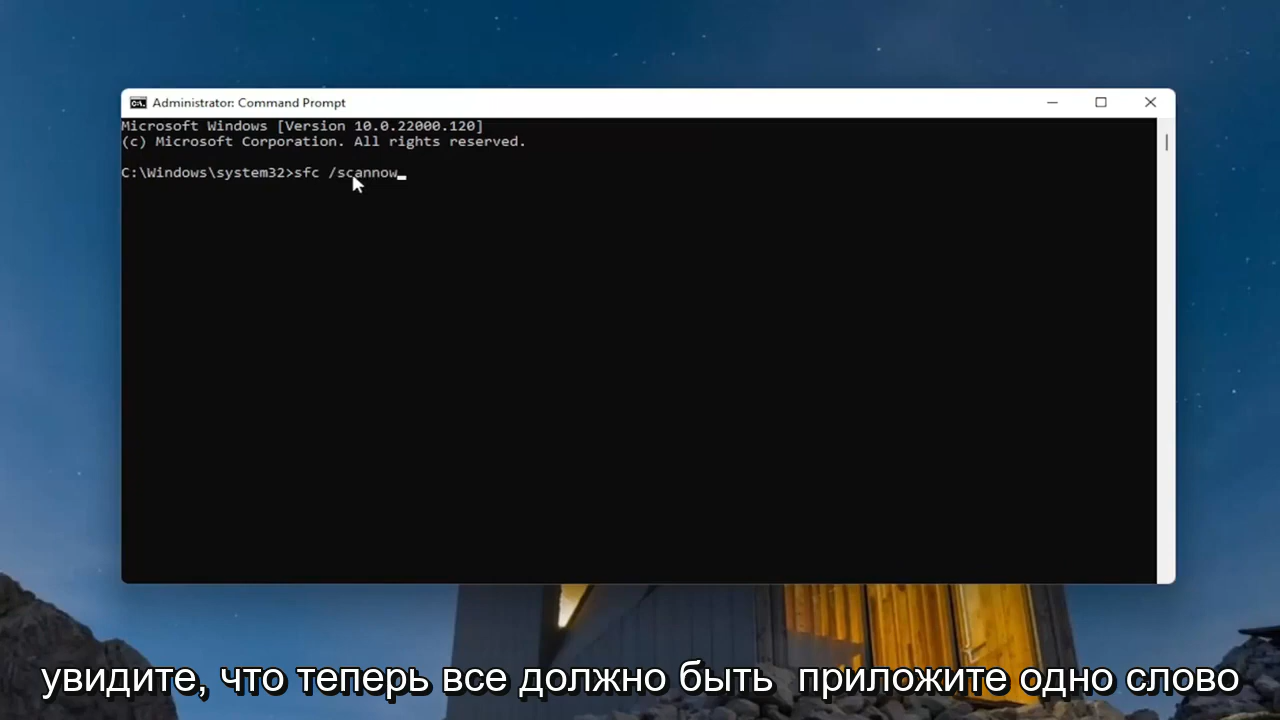 Administrator: Command Prompt
Microsoft Windows [Version 10.0.22000.120]
(c) Microsoft Corporation. All rights reserved.
C:\Windows\system32>sfc /scannow
увидите, что теперь все должно быть приложите одно слово